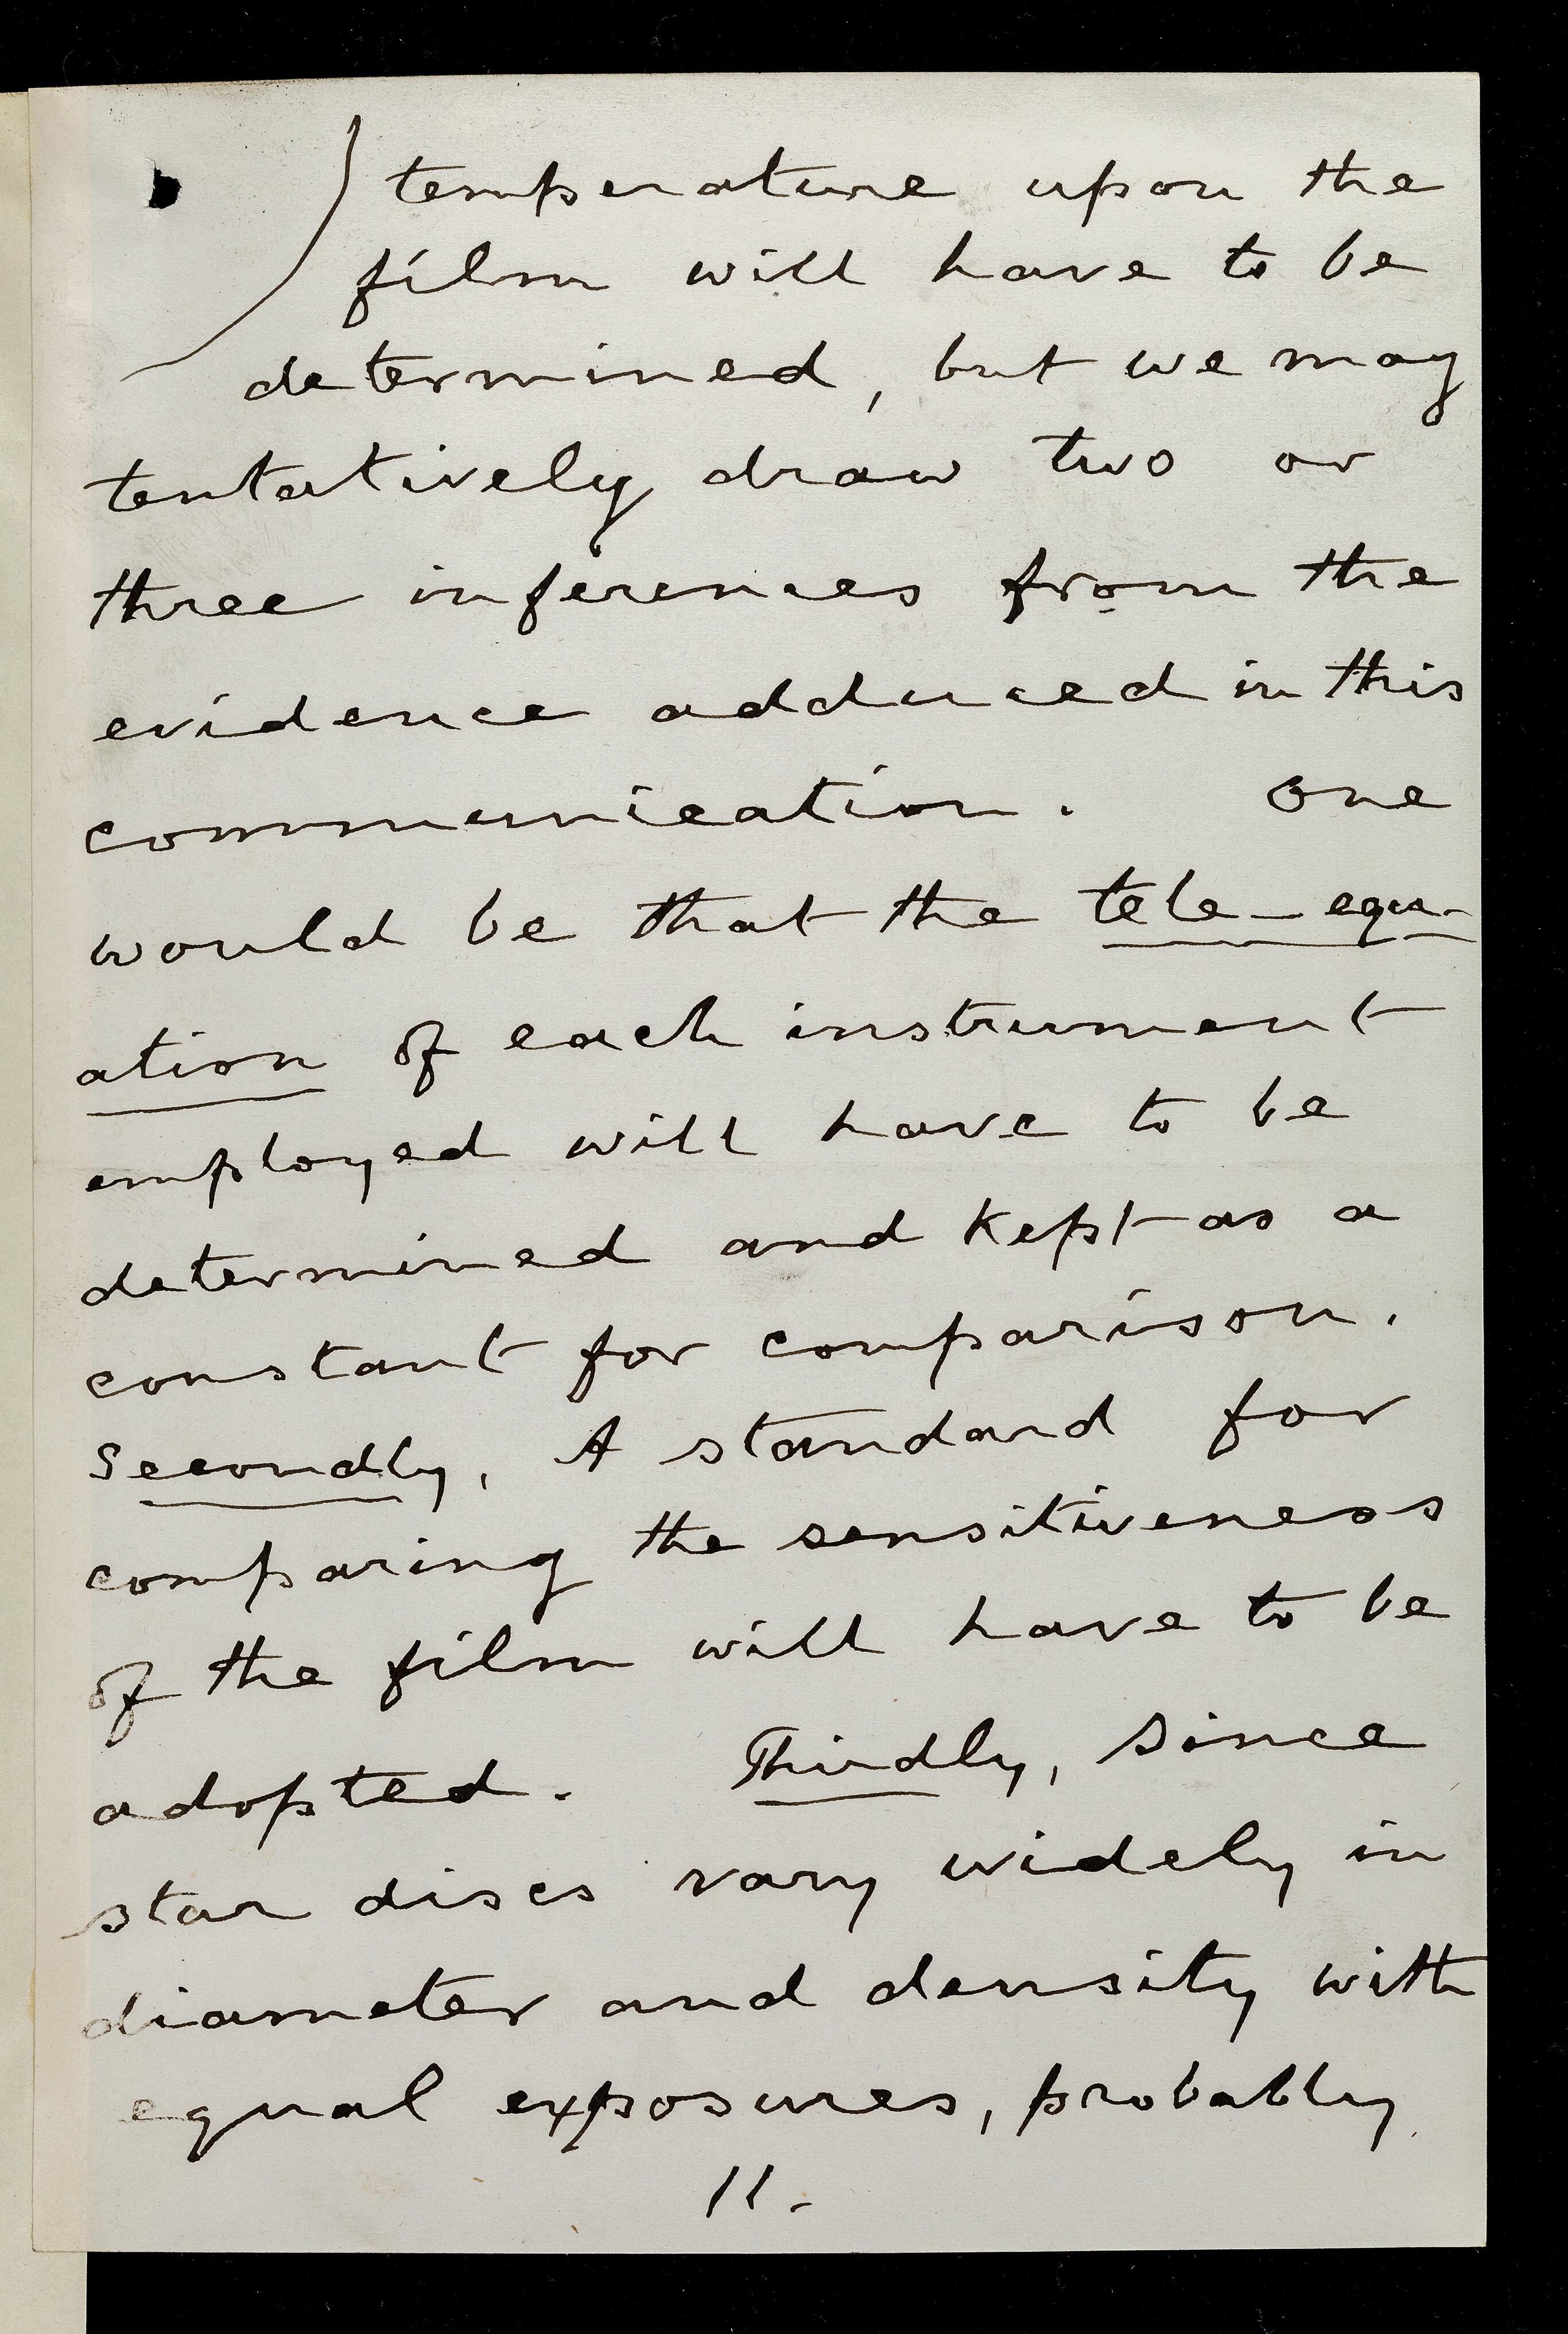 temperature upon the
film will have to be
determined, but we may
tentatively draw two or
three inferences from the
evidence adduced in this
communication. One
would be that the tele-equ-
ation of each instrument
employed will have to be
determined and kept as a
constant for comparison.
Secondly, A standard for
comparing the sensitiveness
of the film will have to be
adopted. Thirdly, since
star discs vary widely in
diameter and density with
equal exposures, probably
11.